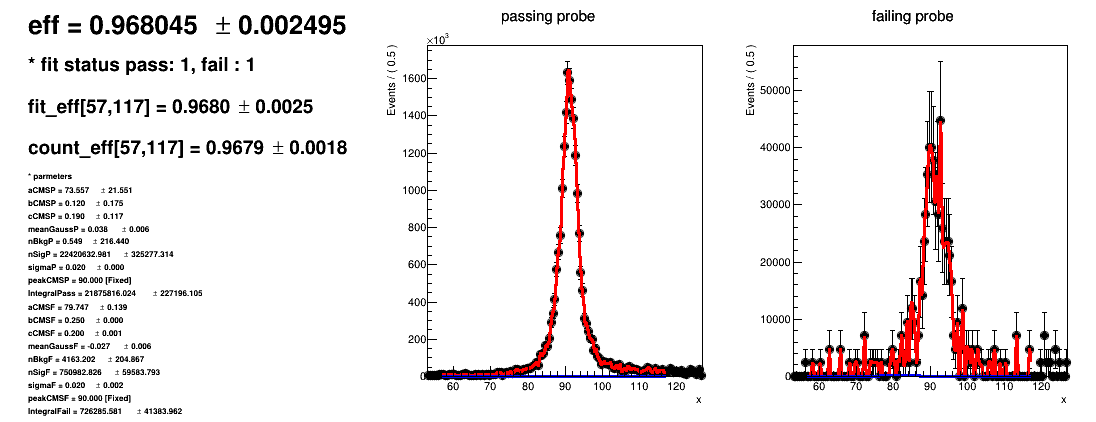 eff = 0.968045 ± 0.002495
* fit status pass: 1, fail : 1
fit_eff[57,117] = 0.9680 ± 0.0025
count_eff[57,117] = 0.9679 ± 0.0018
* parmeters
aCMSP = 73.557 ± 21.551
bCMSP = 0.120 ± 0.175
cCMSP = 0.190 ± 0.117
meanGaussP = 0.038 ± 0.006
nBkgP = 0.549 ± 216.440
nSigP = 22420632.981 ± 325277.314
sigmaP = 0.020 ± 0.000
peakCMSP = 90.000 [Fixed]
IntegralPass = 21875816.024 ± 227196.105
aCMSF = 79.747 ± 0.139
bCMSF = 0.250 ± 0.000
cCMSF = 0.200 ± 0.001
meanGaussF = -0.027 ± 0.006
nBkgF = 4163.202 ± 204.867
nSigF = 750982.826 ± 59583.793
sigmaF = 0.020 ± 0.002
peakCMSF = 90.000 [Fixed]
IntegralFail = 726285.581 ± 41383.962
passing probe
×10³
Events / ( 0.5 )
1600
1400
1200
1000
800
600
400
200
0
60 70 80 90 100 110 120
x
failing probe
Events / ( 0.5 )
50000
40000
30000
20000
10000
0
60 70 80 90 100 110 120
x